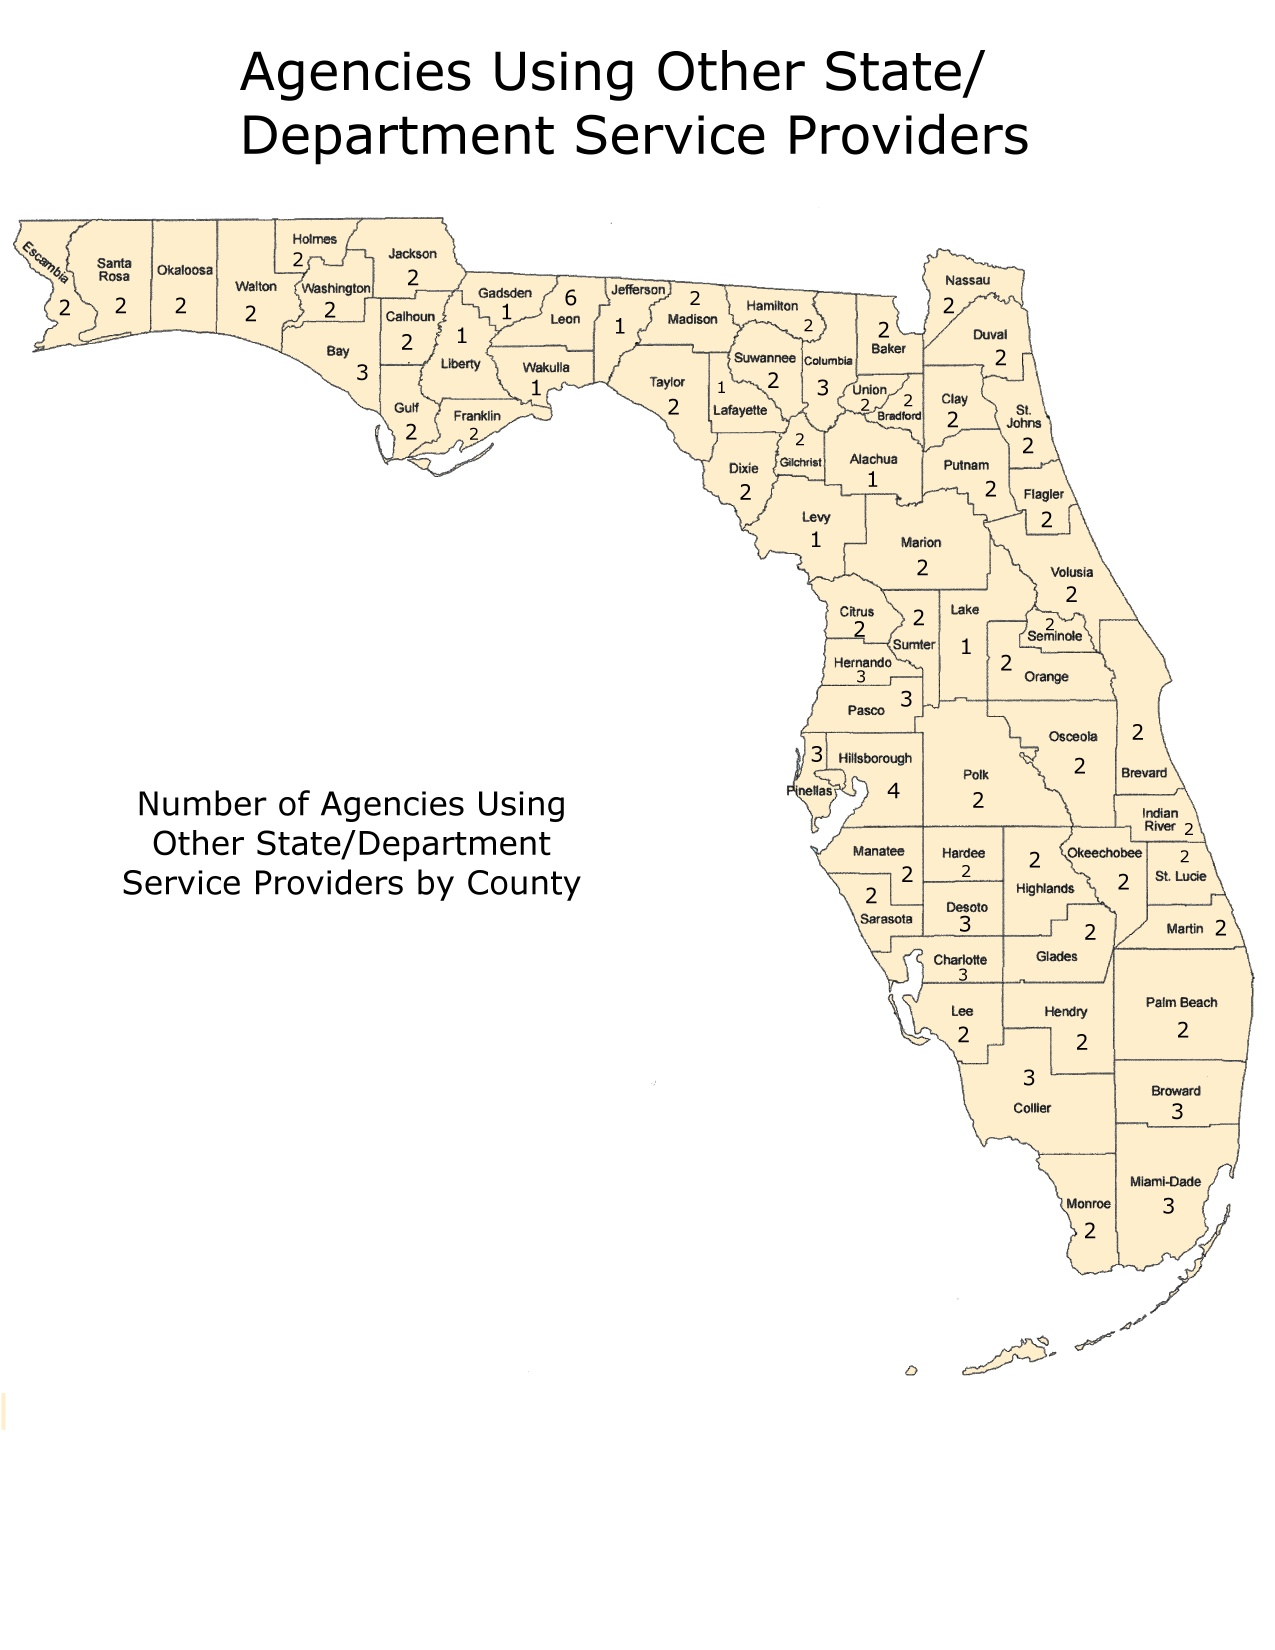 Agencies Using Other State/
Department Service Providers
Escambia
2
Santa
Rosa
2
Okaloosa
2
Walton
2
Holmes
2
Washington
2
Jackson
2
Bay
3
Calhoun
2
Gulf
2
1
Liberty
Gadsden
1
Franklin
2
6
Leon
Wakulla
1
Jefferson
1
2
Madison
Taylor
2
Hamilton
2
Suwannee
2
1
Lafayette
Columbia
3
2
Baker
Union
2
2
Bradford
Nassau
2
Duval
2
Clay
2
St.
Johns
2
Dixie
2
2
Gilchrist
Alachua
1
Putnam
2
Flagler
2
Levy
1
Marion
2
Volusia
2
Citrus
2
2
Sumter
Lake
1
2
Seminole
2
Orange
Hernando
3
Pasco
3
3
Pinellas
Hillsborough
4
Polk
2
Osceola
2
2
Brevard
Indian
River 2
Number of Agencies Using
Other State/Department
Service Providers by County
Manatee
2
Hardee
2
2
Highlands
Okeechobee
2
2
St. Lucie
2
Sarasota
Desoto
3
2
Glades
Martin 2
Charlotte
3
Lee
2
Hendry
2
Palm Beach
2
3
Collier
Broward
3
Monroe
2
Miami-Dade
3